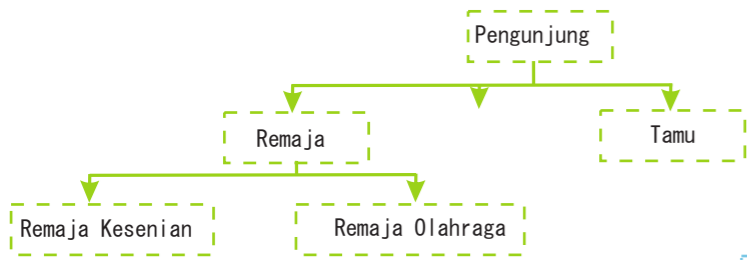 Pengunjung
Remaja
Tamu
Remaja Kesenian
Remaja Olahraga